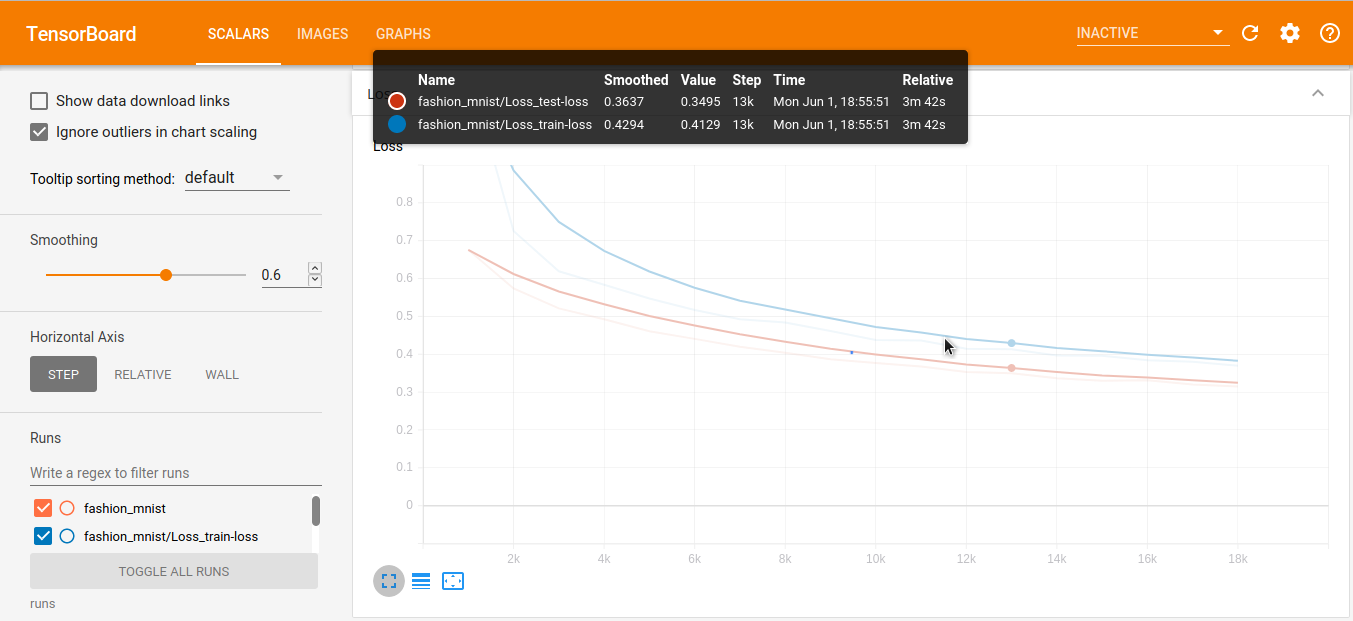 TensorBoard SCALARS IMAGES GRAPHS INACTIVE
Show data download links
Ignore outliers in chart scaling
Tooltip sorting method: default
Smoothing
0.6
Horizontal Axis
STEP RELATIVE WALL
Runs
Write a regex to filter runs
fashion_mnist
fashion_mnist/Loss_train-loss
TOGGLE ALL RUNS
runs
Name Smoothed Value Step Time Relative
fashion_mnist/Loss_test-loss 0.3637 0.3495 13k Mon Jun 1, 18:55:51 3m 42s
fashion_mnist/Loss_train-loss 0.4294 0.4129 13k Mon Jun 1, 18:55:51 3m 42s
Loss
0.8
0.7
0.6
0.5
0.4
0.3
0.2
0.1
0
2k 4k 6k 8k 10k 12k 14k 16k 18k